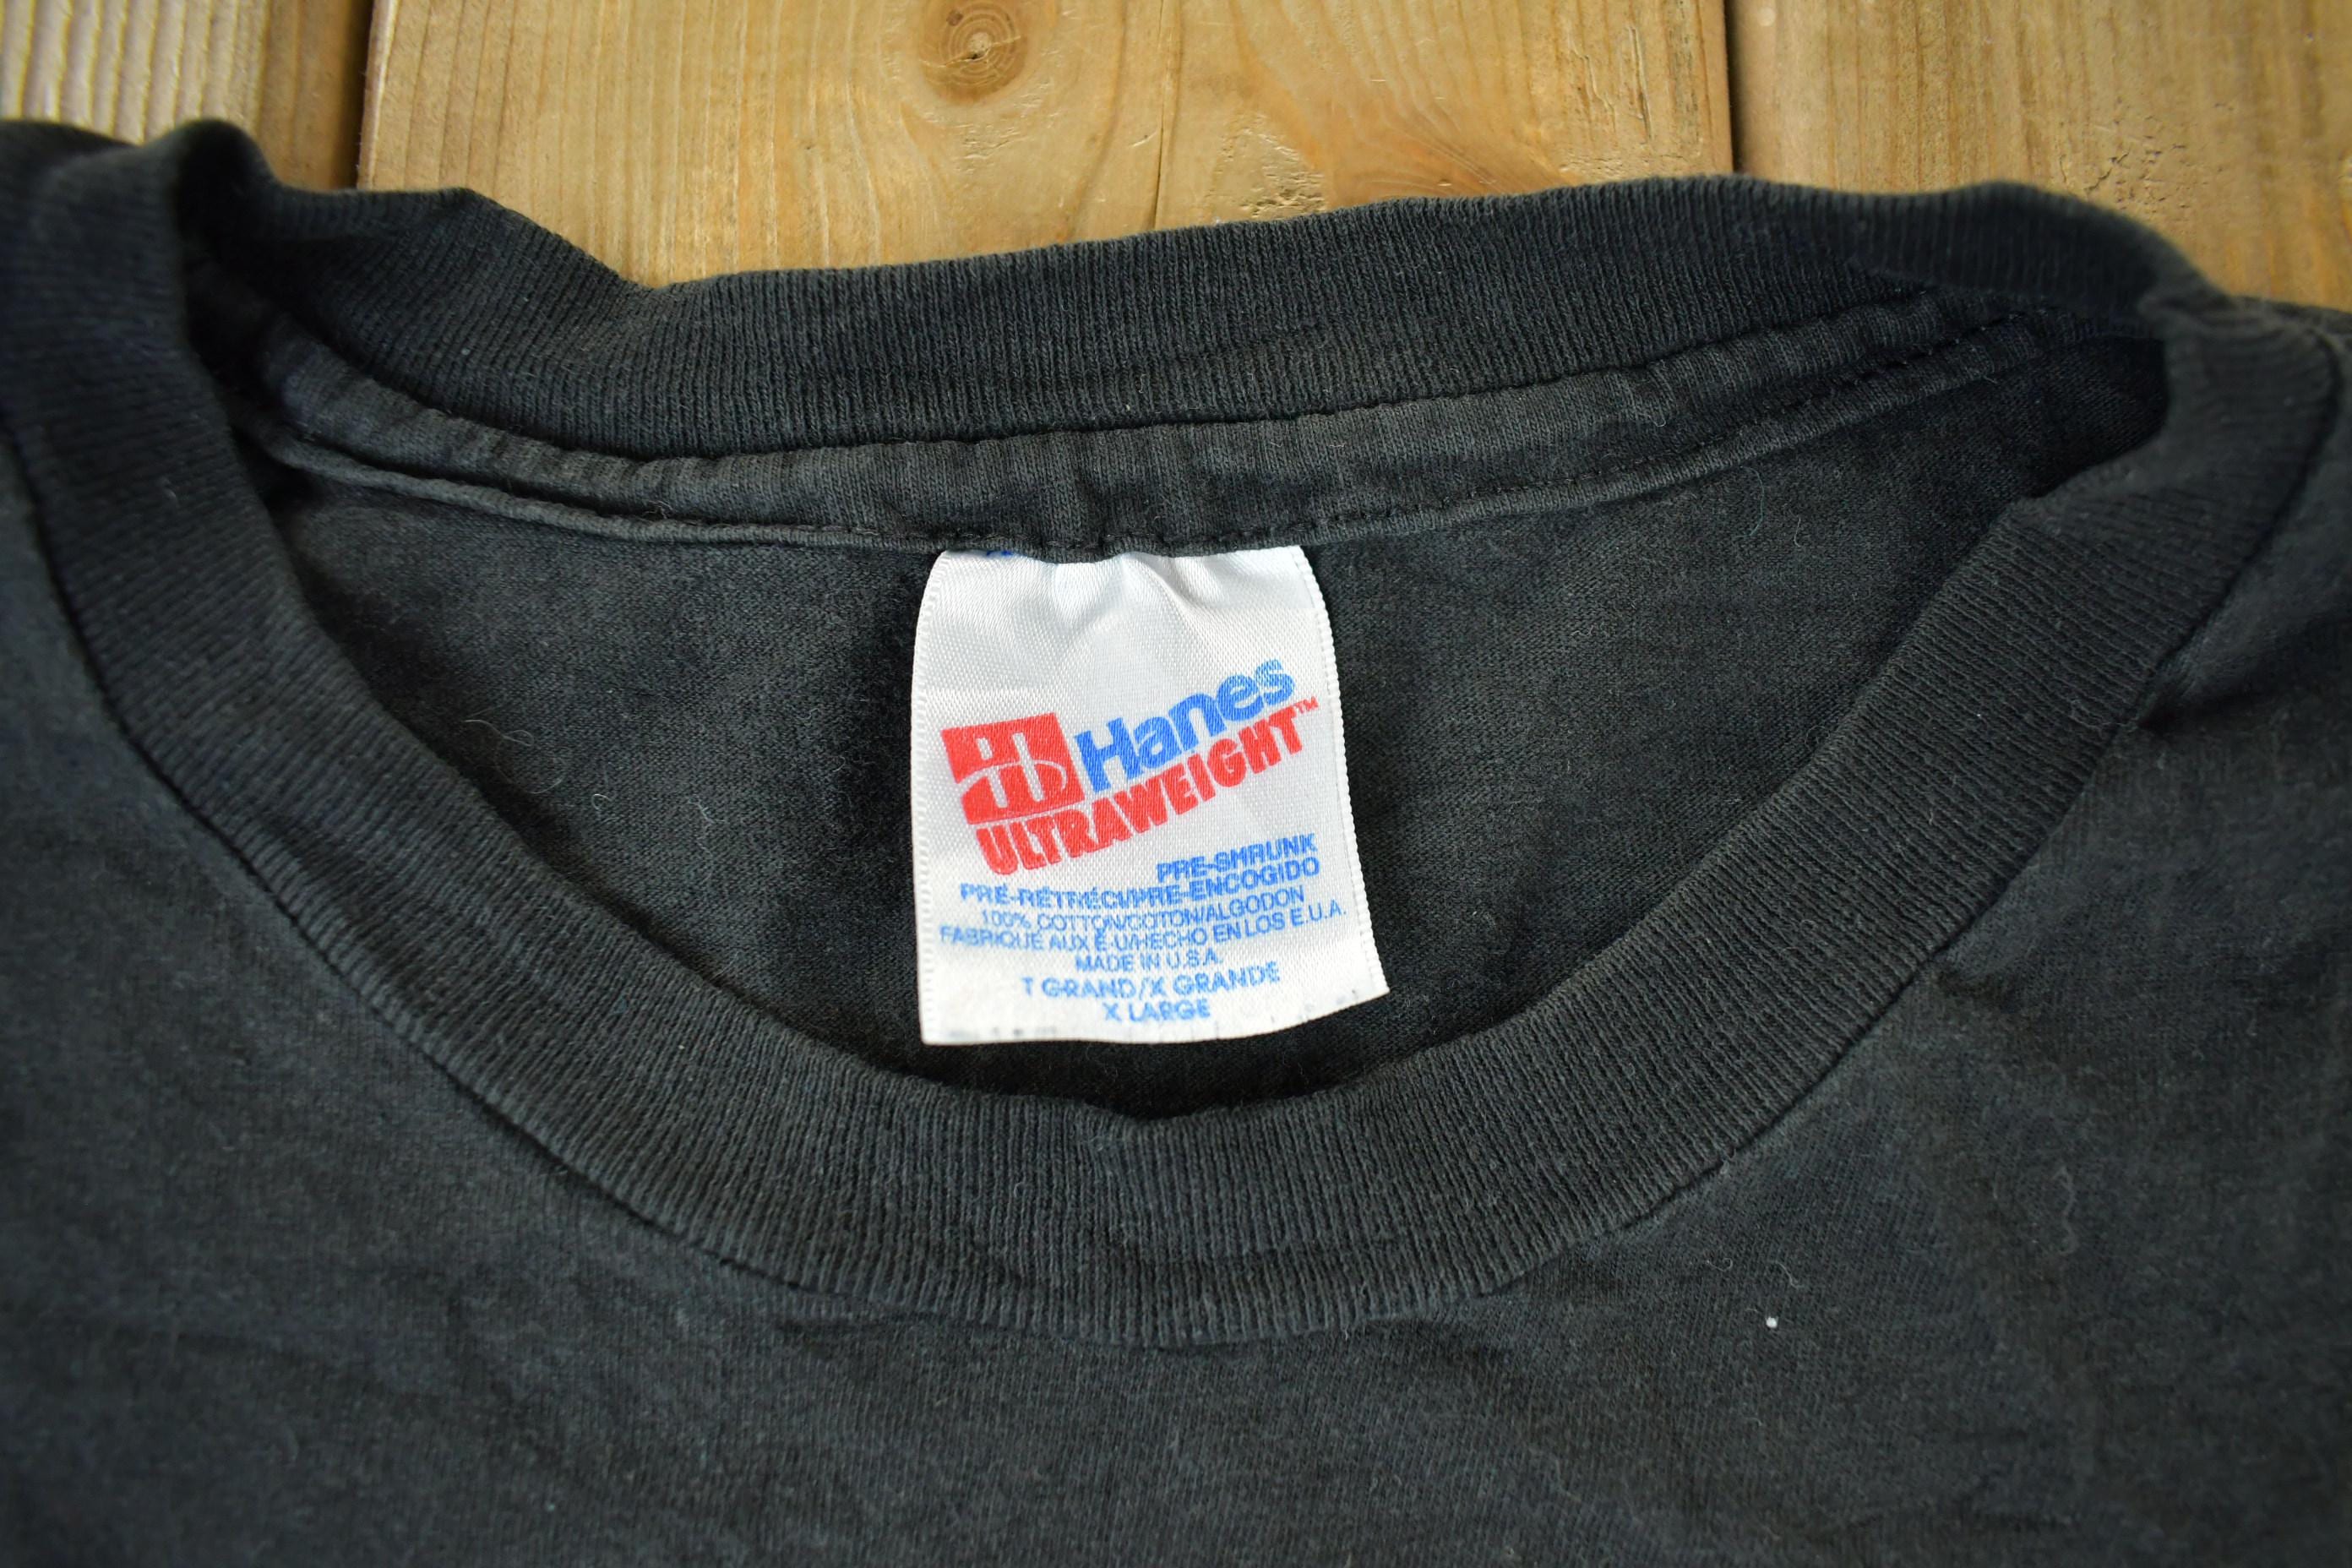 Hanes
ULTRAWEIGHT™
PRE-SHRUNK
PRÉ-RÉTRÉCI/PRE-ENCOGIDO
100% COTTON/COTON/ALGODON
FABRIQUE AUX É-U/HECHO EN LOS E.U.A.
MADE IN U.S.A.
T GRAND/X GRANDE
X LARGE